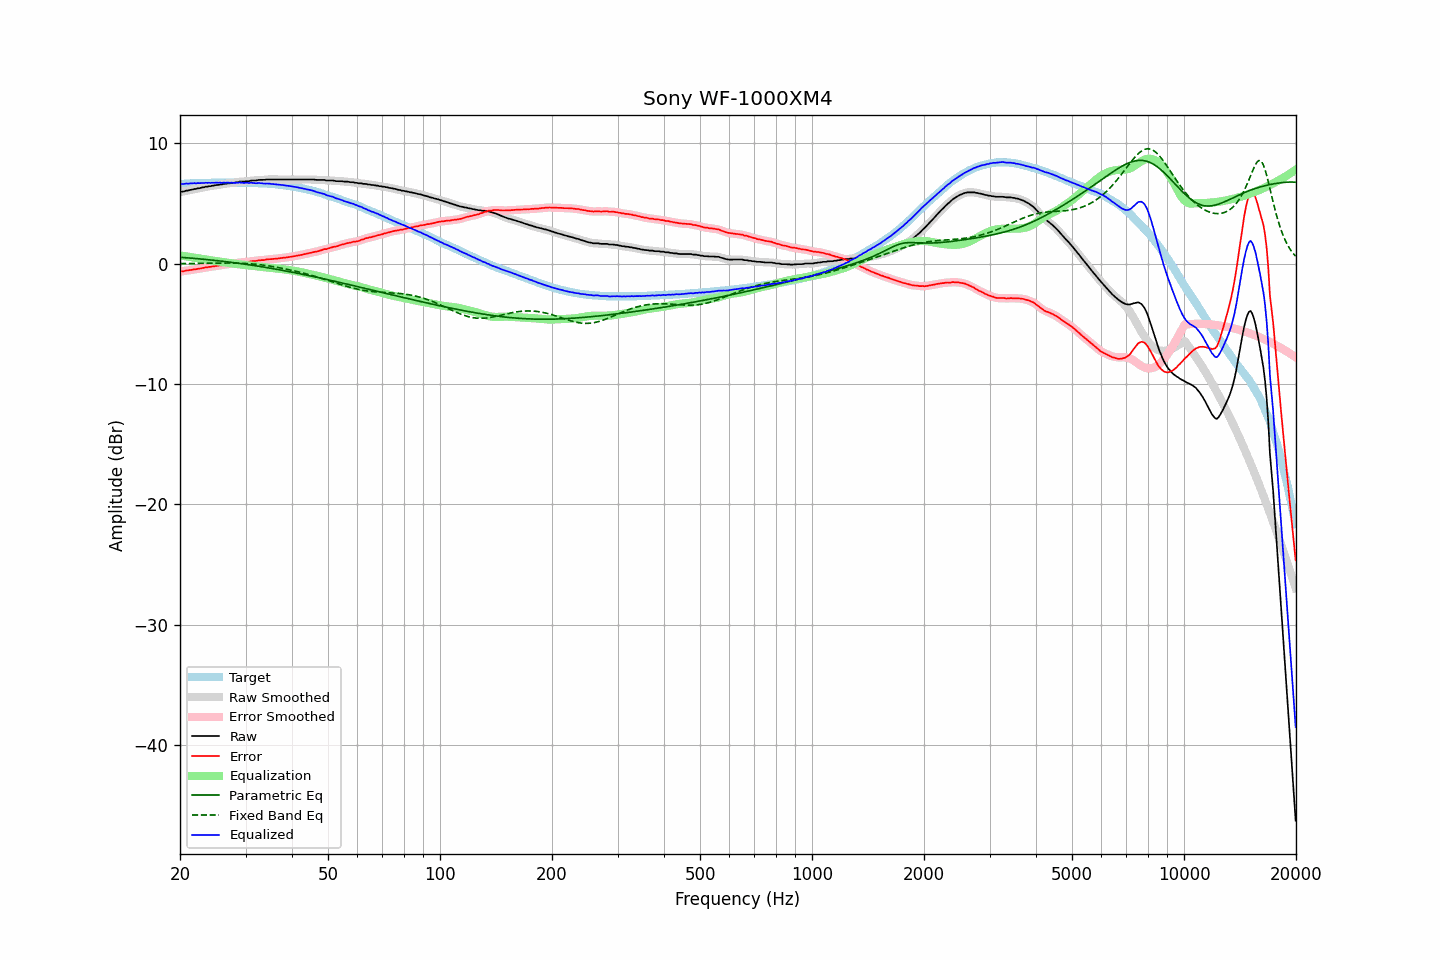 Sony WF-1000XM4
10
0
−10
−20
−30
−40
Amplitude (dBr)
Target
Raw Smoothed
Error Smoothed
Raw
Error
Equalization
Parametric Eq
Fixed Band Eq
Equalized
20 50 100 200 500 1000 2000 5000 10000 20000
Frequency (Hz)